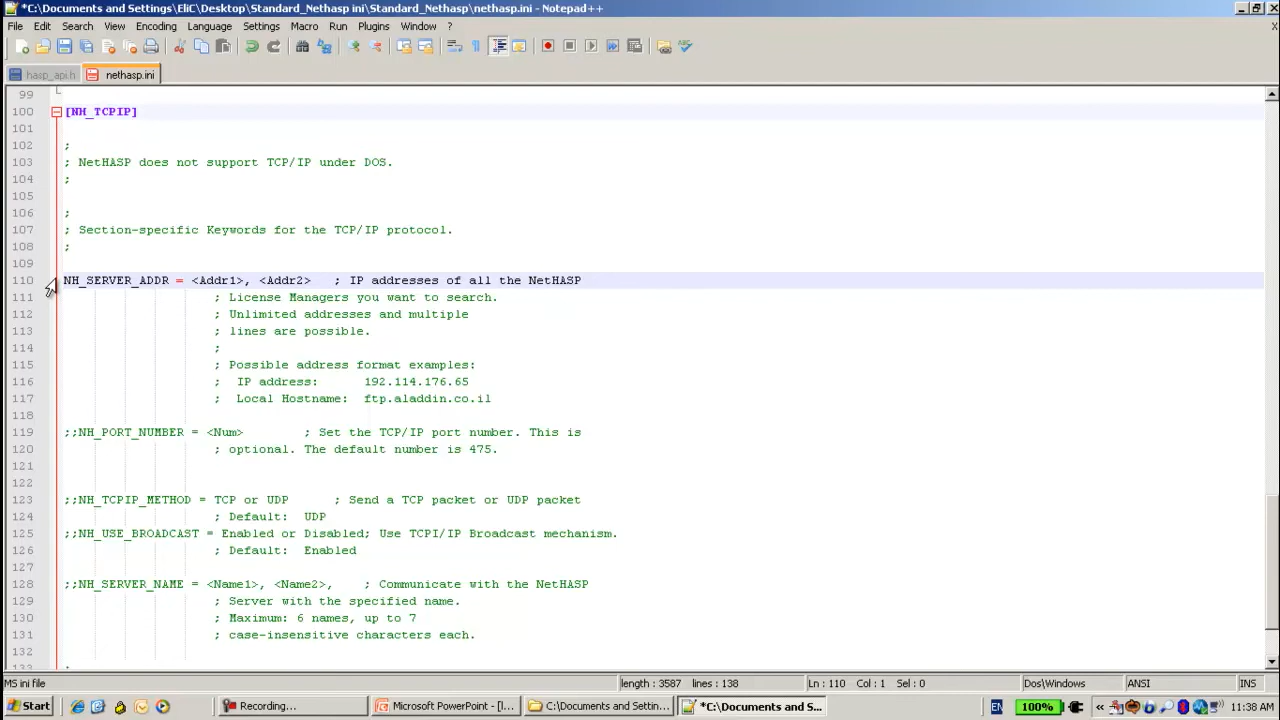 *C:\Documents and Settings\Elic\Desktop\Standard_Nethasp ini\Standard_Nethasp\nethasp.ini - Notepad++
File Edit Search View Encoding Language Settings Macro Run Plugins Window ?
hasp_api.h nethasp.ini
99
100 [NH_TCPIP]
101
102 ;
103 ; NetHASP does not support TCP/IP under DOS.
104 ;
105
106 ;
107 ; Section-specific Keywords for the TCP/IP protocol.
108 ;
109
110 NH_SERVER_ADDR = <Addr1>, <Addr2> ; IP addresses of all the NetHASP
111 ; License Managers you want to search.
112 ; Unlimited addresses and multiple
113 ; lines are possible.
114 ;
115 ; Possible address format examples:
116 ; IP address: 192.114.176.65
117 ; Local Hostname: ftp.aladdin.co.il
118
119 ;;NH_PORT_NUMBER = <Num> ; Set the TCP/IP port number. This is
120 ; optional. The default number is 475.
121
122
123 ;;NH_TCPIP_METHOD = TCP or UDP ; Send a TCP packet or UDP packet
124 ; Default: UDP
125 ;;NH_USE_BROADCAST = Enabled or Disabled; Use TCPI/IP Broadcast mechanism.
126 ; Default: Enabled
127
128 ;;NH_SERVER_NAME = <Name1>, <Name2>, ; Communicate with the NetHASP
129 ; Server with the specified name.
130 ; Maximum: 6 names, up to 7
131 ; case-insensitive characters each.
132
133 ;
MS ini file length : 3587 lines : 138 Ln : 110 Col : 1 Sel : 0 Dos\Windows ANSI INS
Start Recording... Microsoft PowerPoint - [... C:\Documents and Settin... *C:\Documents and S... EN 100% « 11:38 AM